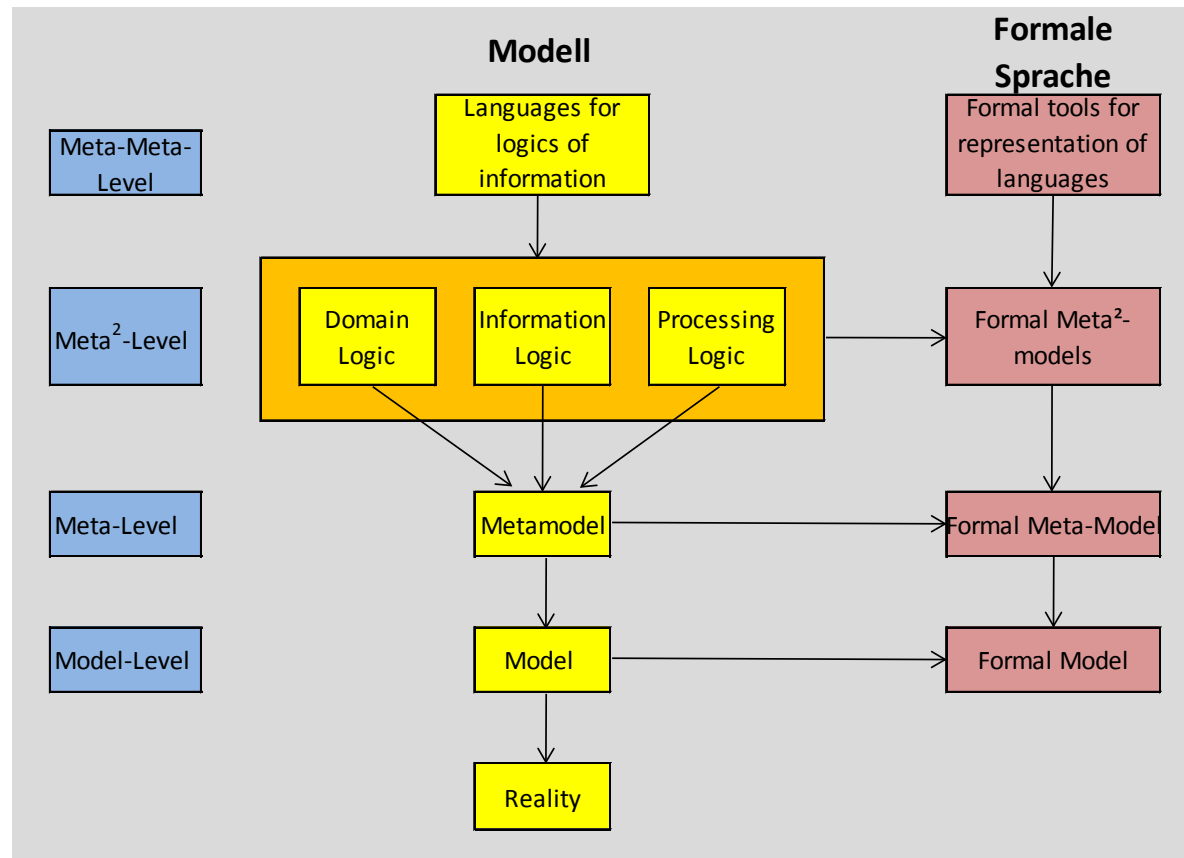 Modell
Formale
Sprache
Meta-Meta-
Level
Languages for
logics of
information
Formal tools for
representation of
languages
Meta²-Level
Domain
Logic
Information
Logic
Processing
Logic
Formal Meta²-
models
Meta-Level
Metamodel
Formal Meta-Model
Model-Level
Model
Formal Model
Reality